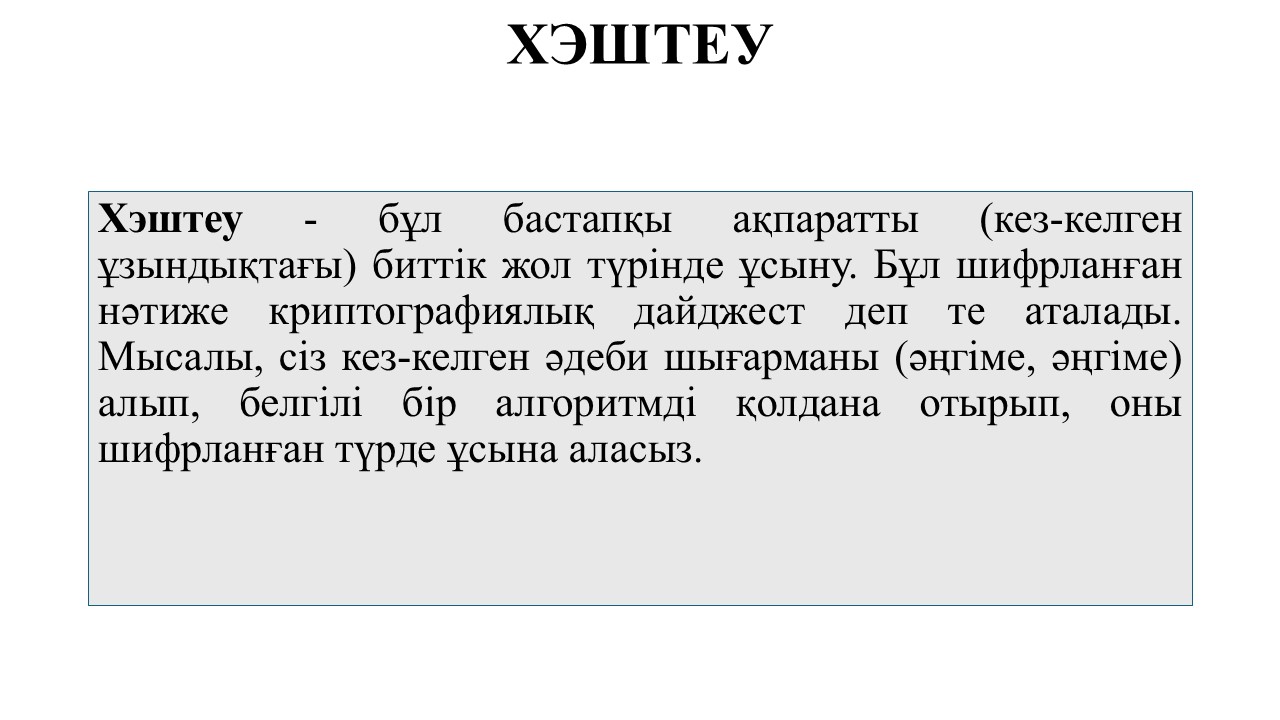 ХЭШТЕУ
Хэштеу - бұл бастапқы ақпаратты (кез-келген
ұзындықтағы) биттік жол түрінде ұсыну. Бұл шифрланған
нәтиже криптографиялық дайджест деп те аталады.
Мысалы, сіз кез-келген әдеби шығарманы (әңгіме, әңгіме)
алып, белгілі бір алгоритмді қолдана отырып, оны
шифрланған түрде ұсына аласыз.